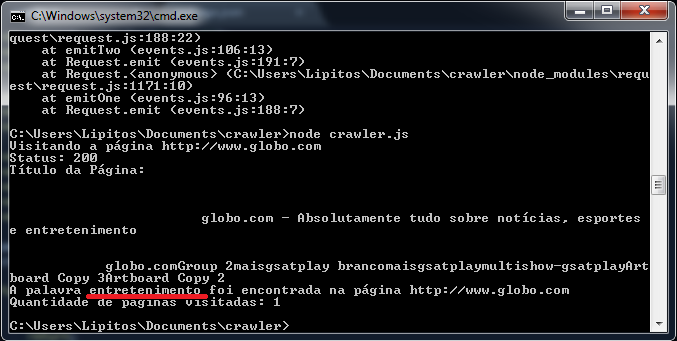 C:\Windows\system32\cmd.exe
quest\request.js:188:22)
at emitTwo (events.js:106:13)
at Request.emit (events.js:191:7)
at Request.<anonymous> (C:\Users\Lipitos\Documents\crawler\node_modules\requ
est\request.js:1171:10)
at emitOne (events.js:96:13)
at Request.emit (events.js:188:7)
C:\Users\Lipitos\Documents\crawler>node crawler.js
Visitando a página http://www.globo.com
Status: 200
Título da Página:
globo.com - Absolutamente tudo sobre notícias, esportes
e entretenimento
globo.comGroup 2maisgsatplay brancomaisgsatplaymultishow-gsatplayArt
board Copy 3Artboard Copy 2
A palavra entretenimento foi encontrada na página http://www.globo.com
Quantidade de páginas visitadas: 1
C:\Users\Lipitos\Documents\crawler>